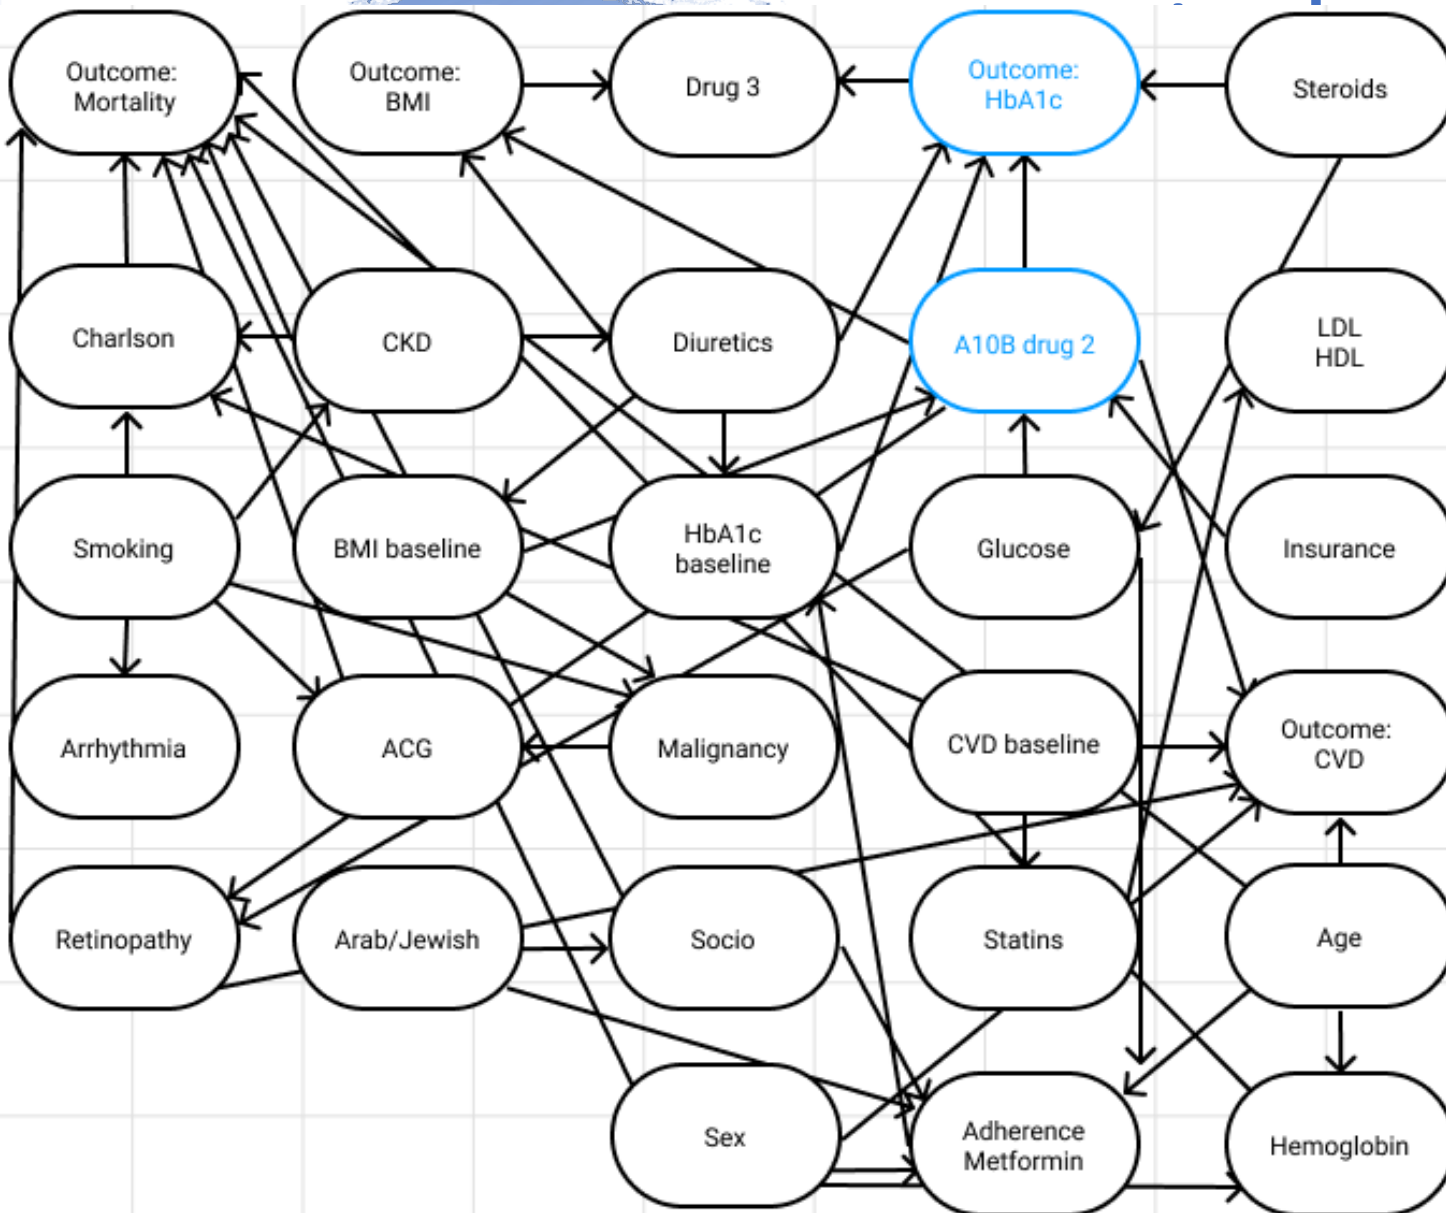 Outcome:
Mortality
Outcome:
BMI
Drug 3
Outcome:
HbA1c
Steroids
Charlson
CKD
Diuretics
A10B drug 2
LDL
HDL
Smoking
BMI baseline
HbA1c
baseline
Glucose
Insurance
Arrhythmia
ACG
Malignancy
CVD baseline
Outcome:
CVD
Retinopathy
Arab/Jewish
Socio
Statins
Age
Sex
Adherence
Metformin
Hemoglobin